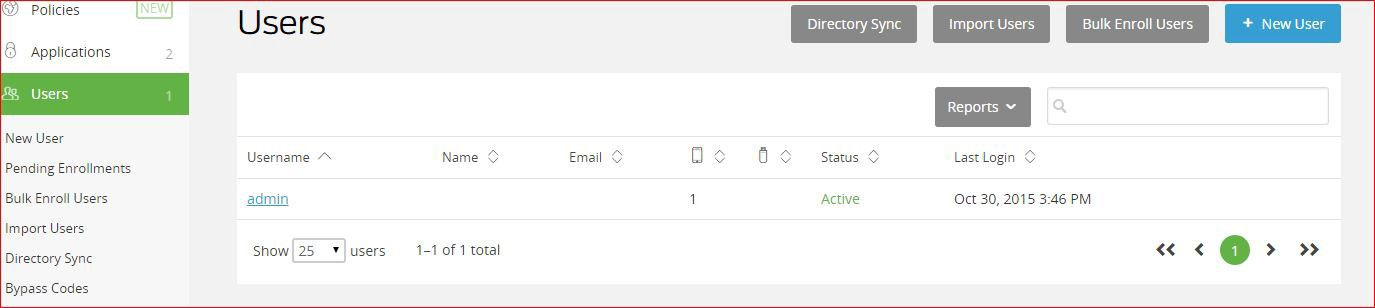 Policies NEW
Applications 2
Users 1
New User
Pending Enrollments
Bulk Enroll Users
Import Users
Directory Sync
Bypass Codes
Users
Directory Sync Import Users Bulk Enroll Users + New User
Reports
Username Name Email Status Last Login
admin 1 Active Oct 30, 2015 3:46 PM
Show 25 users 1–1 of 1 total 1